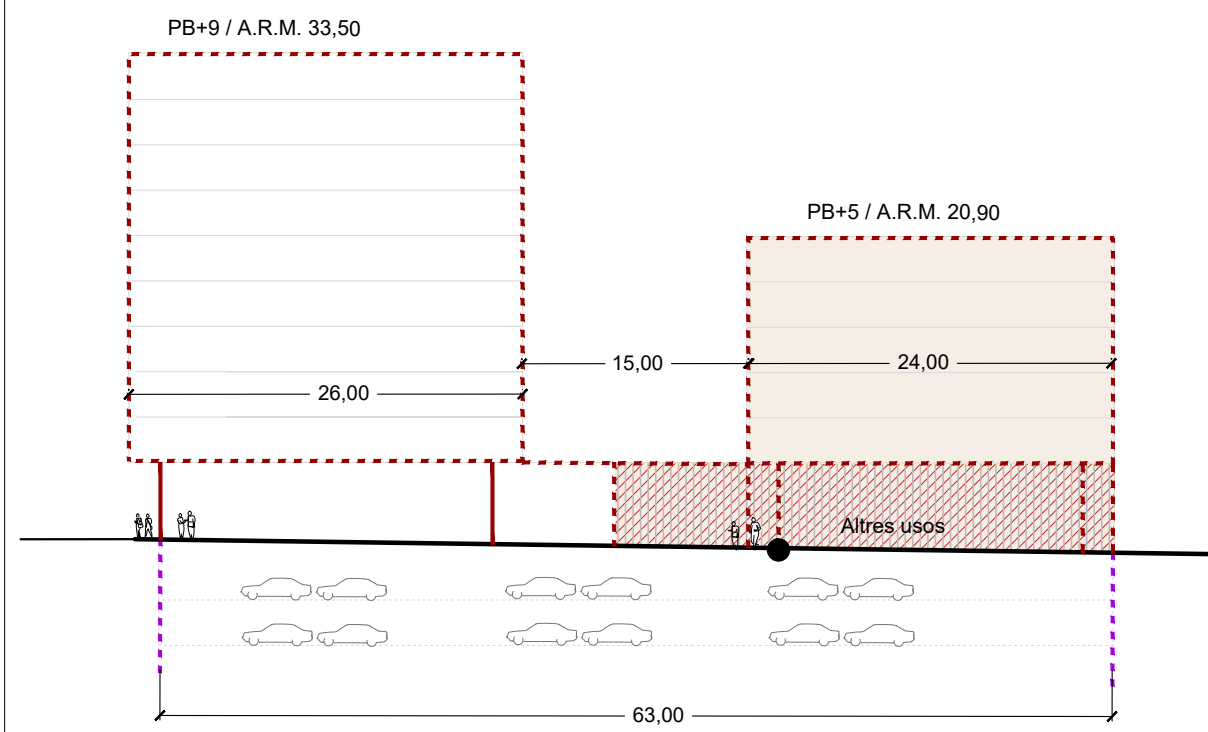 PB+9 / A.R.M. 33,50
PB+5 / A.R.M. 20,90
15,00
24,00
26,00
Altres usos
63,00